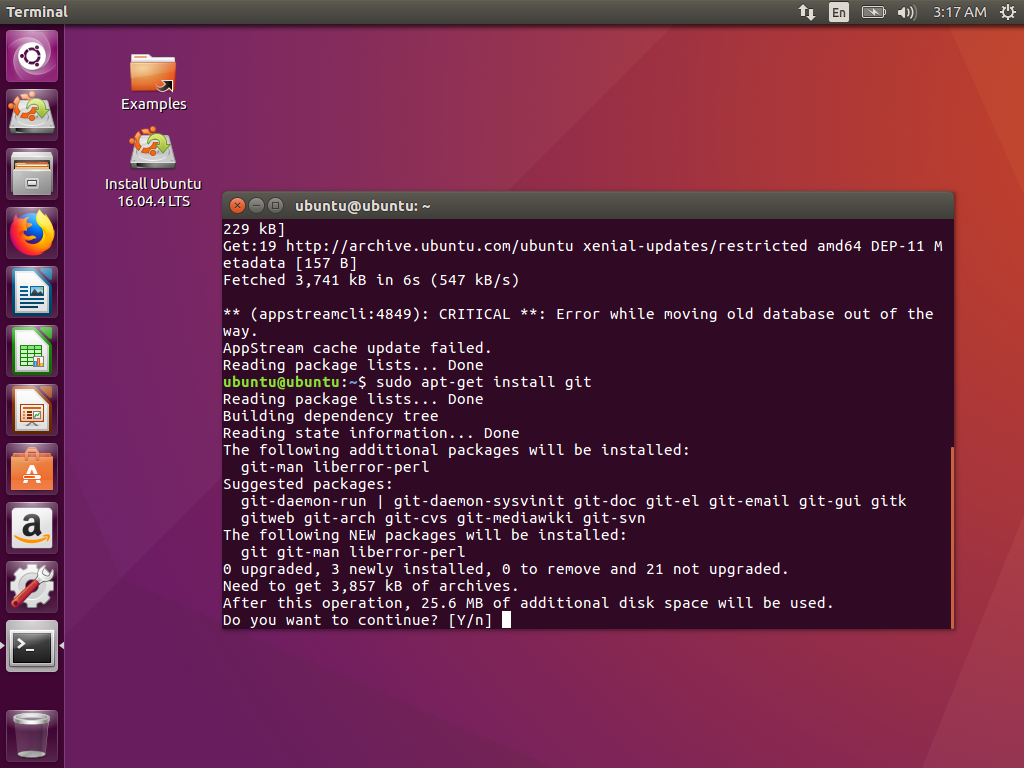 Terminal
En
3:17 AM
Examples
Install Ubuntu
16.04.4 LTS
ubuntu@ubuntu: ~
229 kB]
Get:19 http://archive.ubuntu.com/ubuntu xenial-updates/restricted amd64 DEP-11 M
etadata [157 B]
Fetched 3,741 kB in 6s (547 kB/s)
** (appstreamcli:4849): CRITICAL **: Error while moving old database out of the
way.
AppStream cache update failed.
Reading package lists... Done
ubuntu@ubuntu:~$ sudo apt-get install git
Reading package lists... Done
Building dependency tree
Reading state information... Done
The following additional packages will be installed:
  git-man liberror-perl
Suggested packages:
  git-daemon-run | git-daemon-sysvinit git-doc git-el git-email git-gui gitk
  gitweb git-arch git-cvs git-mediawiki git-svn
The following NEW packages will be installed:
  git git-man liberror-perl
0 upgraded, 3 newly installed, 0 to remove and 21 not upgraded.
Need to get 3,857 kB of archives.
After this operation, 25.6 MB of additional disk space will be used.
Do you want to continue? [Y/n]